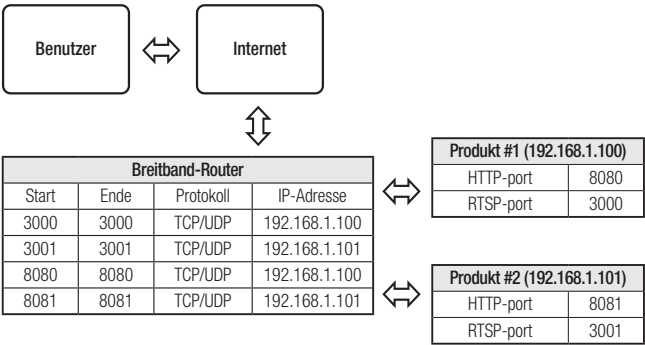 Benutzer
Internet
Breitband-Router
Start Ende Protokoll IP-Adresse
3000 3000 TCP/UDP 192.168.1.100
3001 3001 TCP/UDP 192.168.1.101
8080 8080 TCP/UDP 192.168.1.100
8081 8081 TCP/UDP 192.168.1.101
Produkt #1 (192.168.1.100)
HTTP-port 8080
RTSP-port 3000
Produkt #2 (192.168.1.101)
HTTP-port 8081
RTSP-port 3001